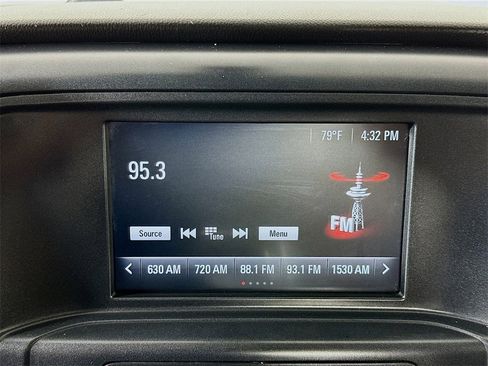 79°F 4:32 PM
95.3
FM
Source Tune Menu
630 AM 720 AM 88.1 FM 93.1 FM 1530 AM